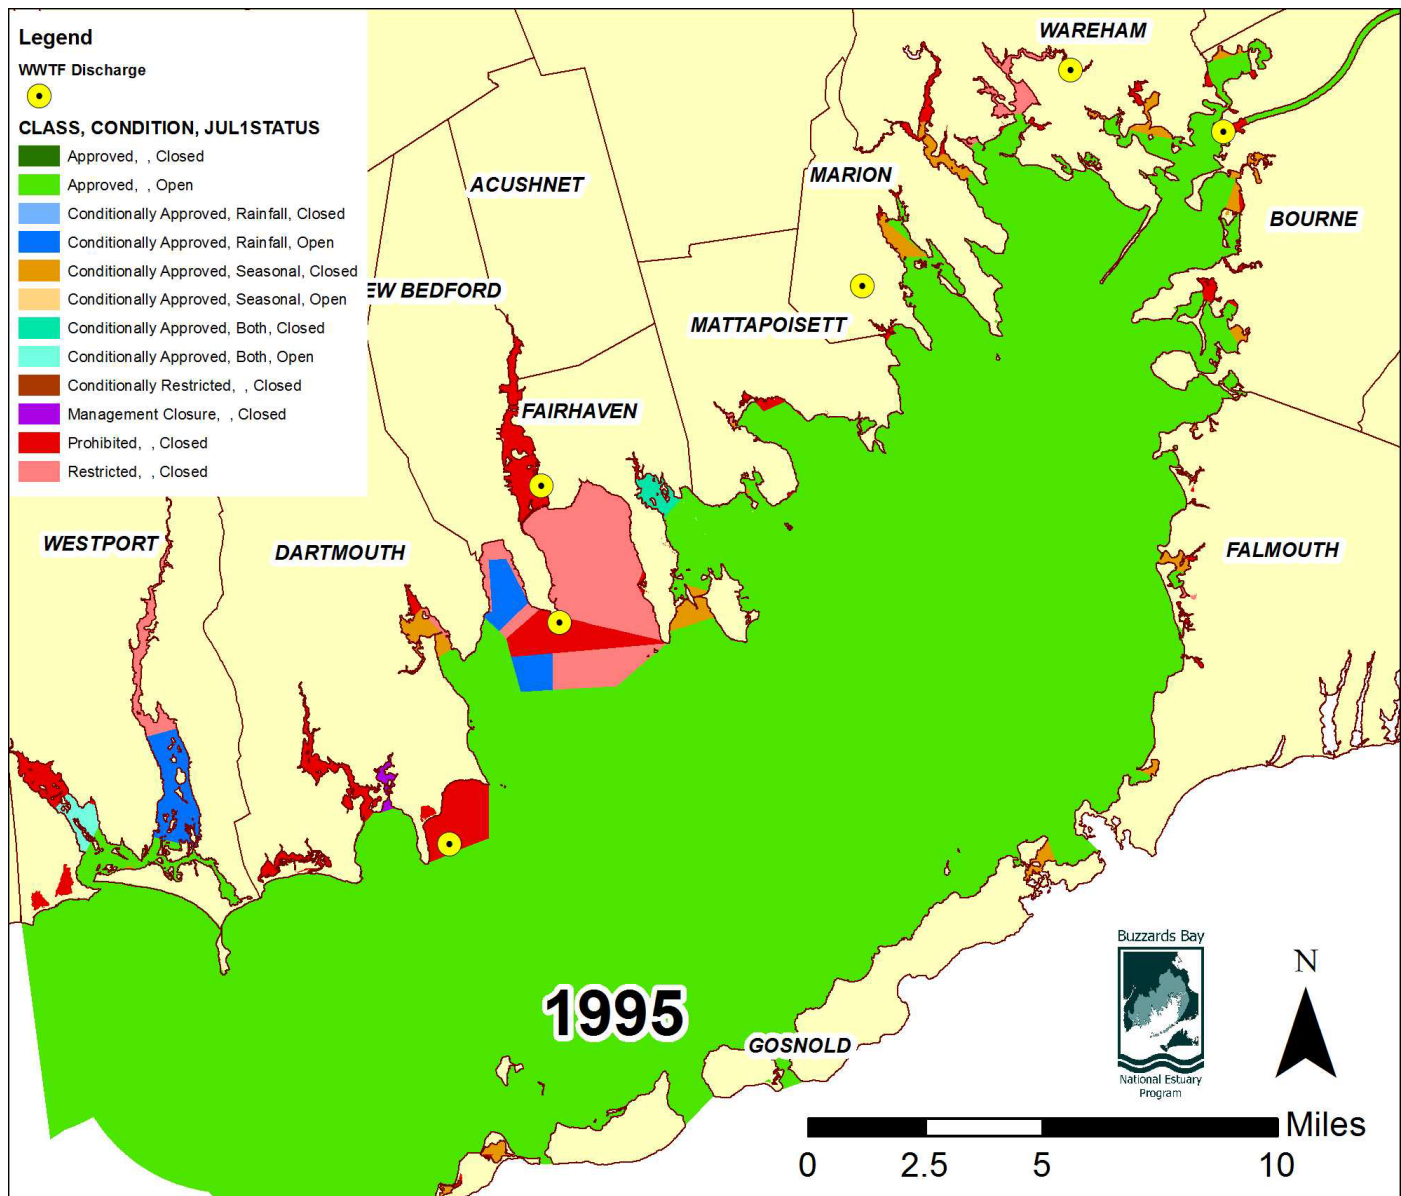 Legend
WWTF Discharge
CLASS, CONDITION, JUL1STATUS
Approved, , Closed
Approved, , Open
Conditionally Approved, Rainfall, Closed
Conditionally Approved, Rainfall, Open
Conditionally Approved, Seasonal, Closed
Conditionally Approved, Seasonal, Open
Conditionally Approved, Both, Closed
Conditionally Approved, Both, Open
Conditionally Restricted, , Closed
Management Closure, , Closed
Prohibited, , Closed
Restricted, , Closed
WAREHAM
ACUSHNET
MARION
BOURNE
EW BEDFORD
MATTAPOISETT
FAIRHAVEN
WESTPORT
DARTMOUTH
FALMOUTH
1995
GOSNOLD
Buzzards Bay
National Estuary
Program
N
Miles
0 2.5 5 10